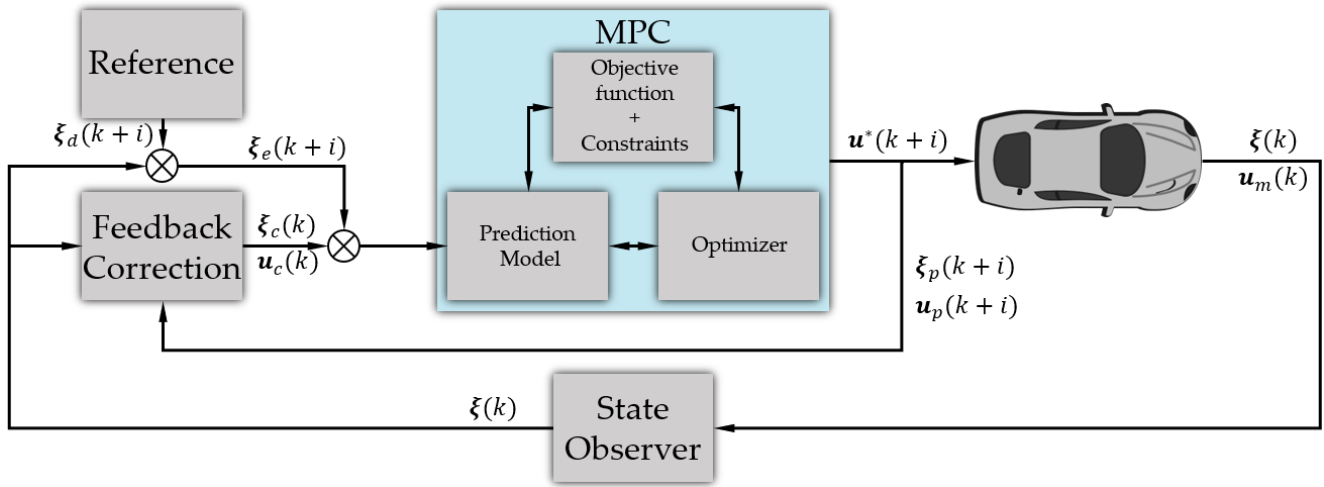 Reference
MPC
Objective
function
+
Constraints
ξ_d(k + i)
ξ_e(k + i)
u*(k + i)
ξ(k)
u_m(k)
Feedback
Correction
ξ_c(k)
u_c(k)
Prediction
Model
Optimizer
ξ_p(k + i)
u_p(k + i)
ξ(k)
State
Observer